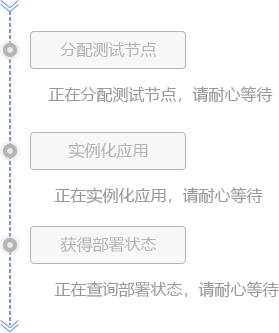 分配测试节点
正在分配测试节点，请耐心等待
实例化应用
正在实例化应用，请耐心等待
获得部署状态
正在查询部署状态，请耐心等待